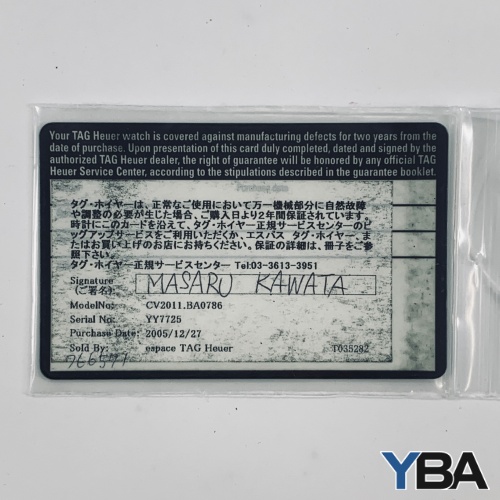 Your TAG Heuer watch is covered against manufacturing defects for two years from the
date of purchase. Upon presentation of this card duly completed, dated and signed by the
authorized TAG Heuer dealer, the right of guarantee will be honored by any official TAG
Heuer Service Center, according to the stipulations described in the guarantee booklet.
Purchase date
タグ・ホイヤーは、正常なご使用において万一機械部分に自然故障
や調整の必要が生じた場合、ご購入日より2年間保証されています。
時計にこのカードを添えて、タグ・ホイヤー正規サービスセンターのピ
ックアップサービスをご利用いただくか、エスパス タグ・ホイヤー、ま
たはお買い上げのお店にお持ちください。保証の詳細は、冊子をご参
照下さい。
タグ・ホイヤー正規サービスセンター Tel:03-3613-3951
Signature
(ご署名) MASARU KAWATA
ModelNo: CV2011.BA0786
Serial No: YY7725
Purchase Date: 2005/12/27
Sold By: espace TAG Heuer T035282
966577
YBA